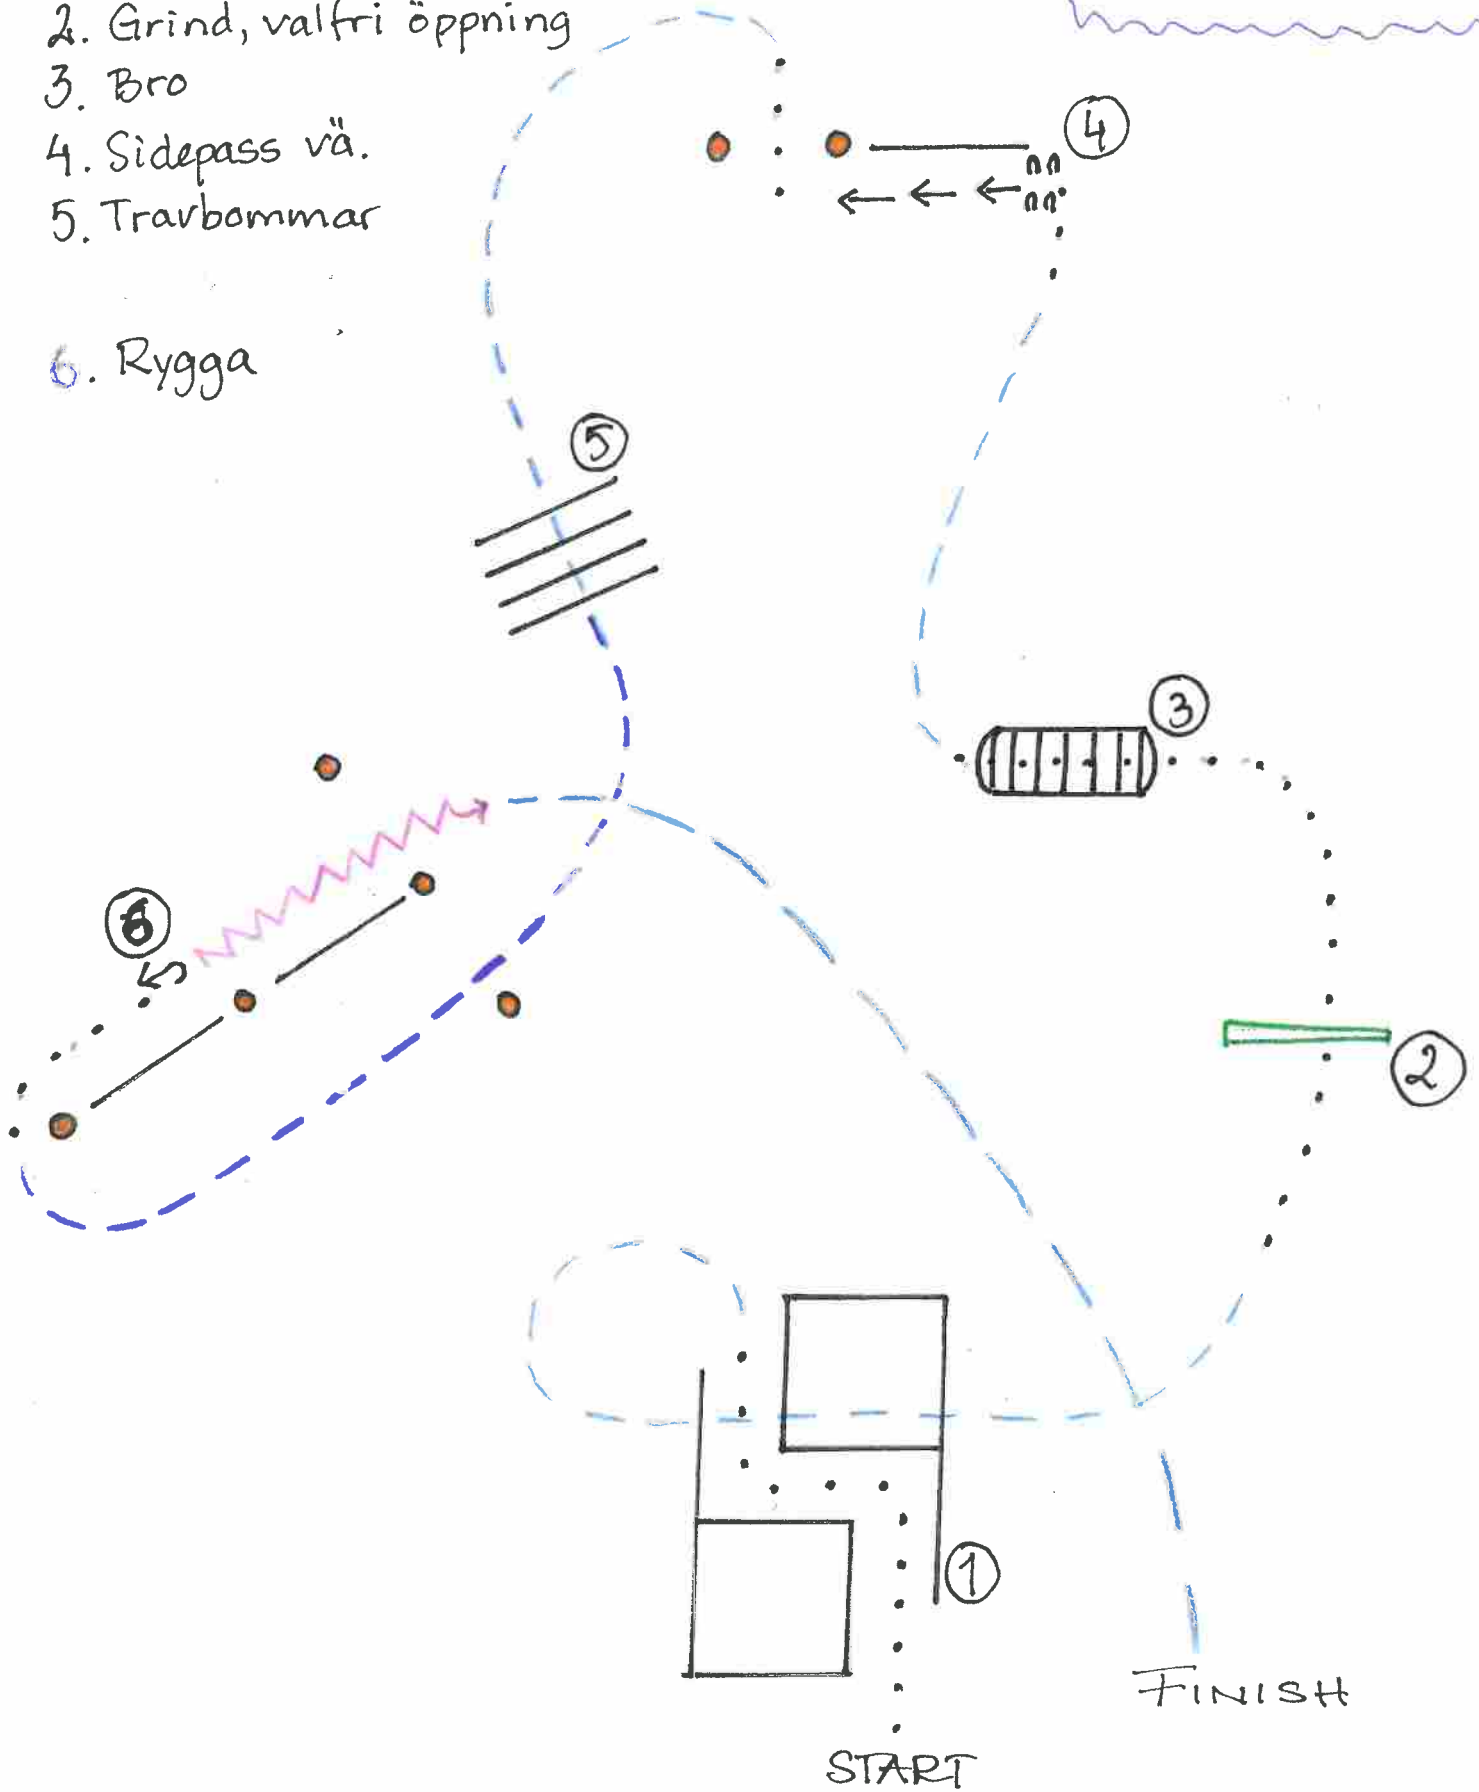 2. Grind, valfri öppning
3. Bro
4. Sidepass vä.
5. Travbommar
6. Rygga
4
5
3
6
2
1
FINISH
START